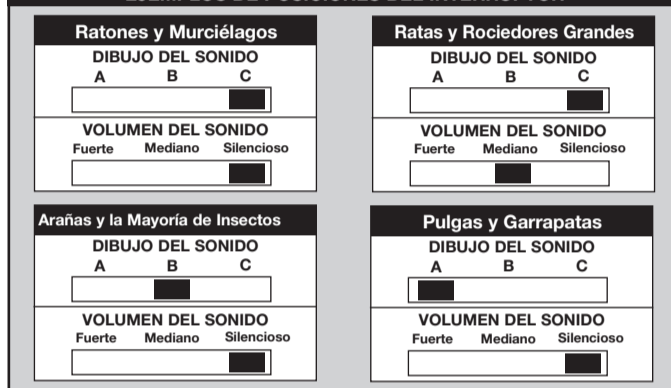 Ratones y Murciélagos
DIBUJO DEL SONIDO
A B C
VOLUMEN DEL SONIDO
Fuerte Mediano Silencioso
Ratas y Rociedores Grandes
DIBUJO DEL SONIDO
A B C
VOLUMEN DEL SONIDO
Fuerte Mediano Silencioso
Arañas y la Mayoría de Insectos
DIBUJO DEL SONIDO
A B C
VOLUMEN DEL SONIDO
Fuerte Mediano Silencioso
Pulgas y Garrapatas
DIBUJO DEL SONIDO
A B C
VOLUMEN DEL SONIDO
Fuerte Mediano Silencioso